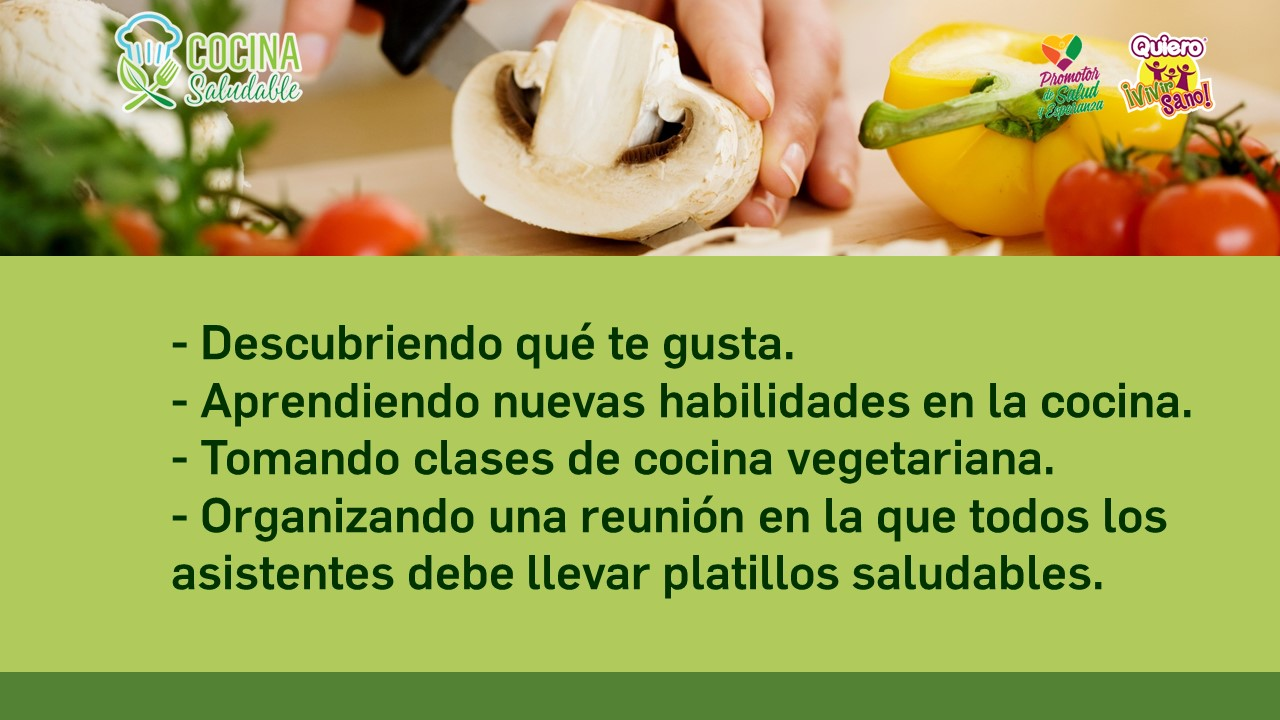 COCINA
Saludable
Promotor
de Salud
y Esperanza
Quiero
¡Vivir
Sano!
- Descubriendo qué te gusta.
- Aprendiendo nuevas habilidades en la cocina.
- Tomando clases de cocina vegetariana.
- Organizando una reunión en la que todos los
asistentes debe llevar platillos saludables.